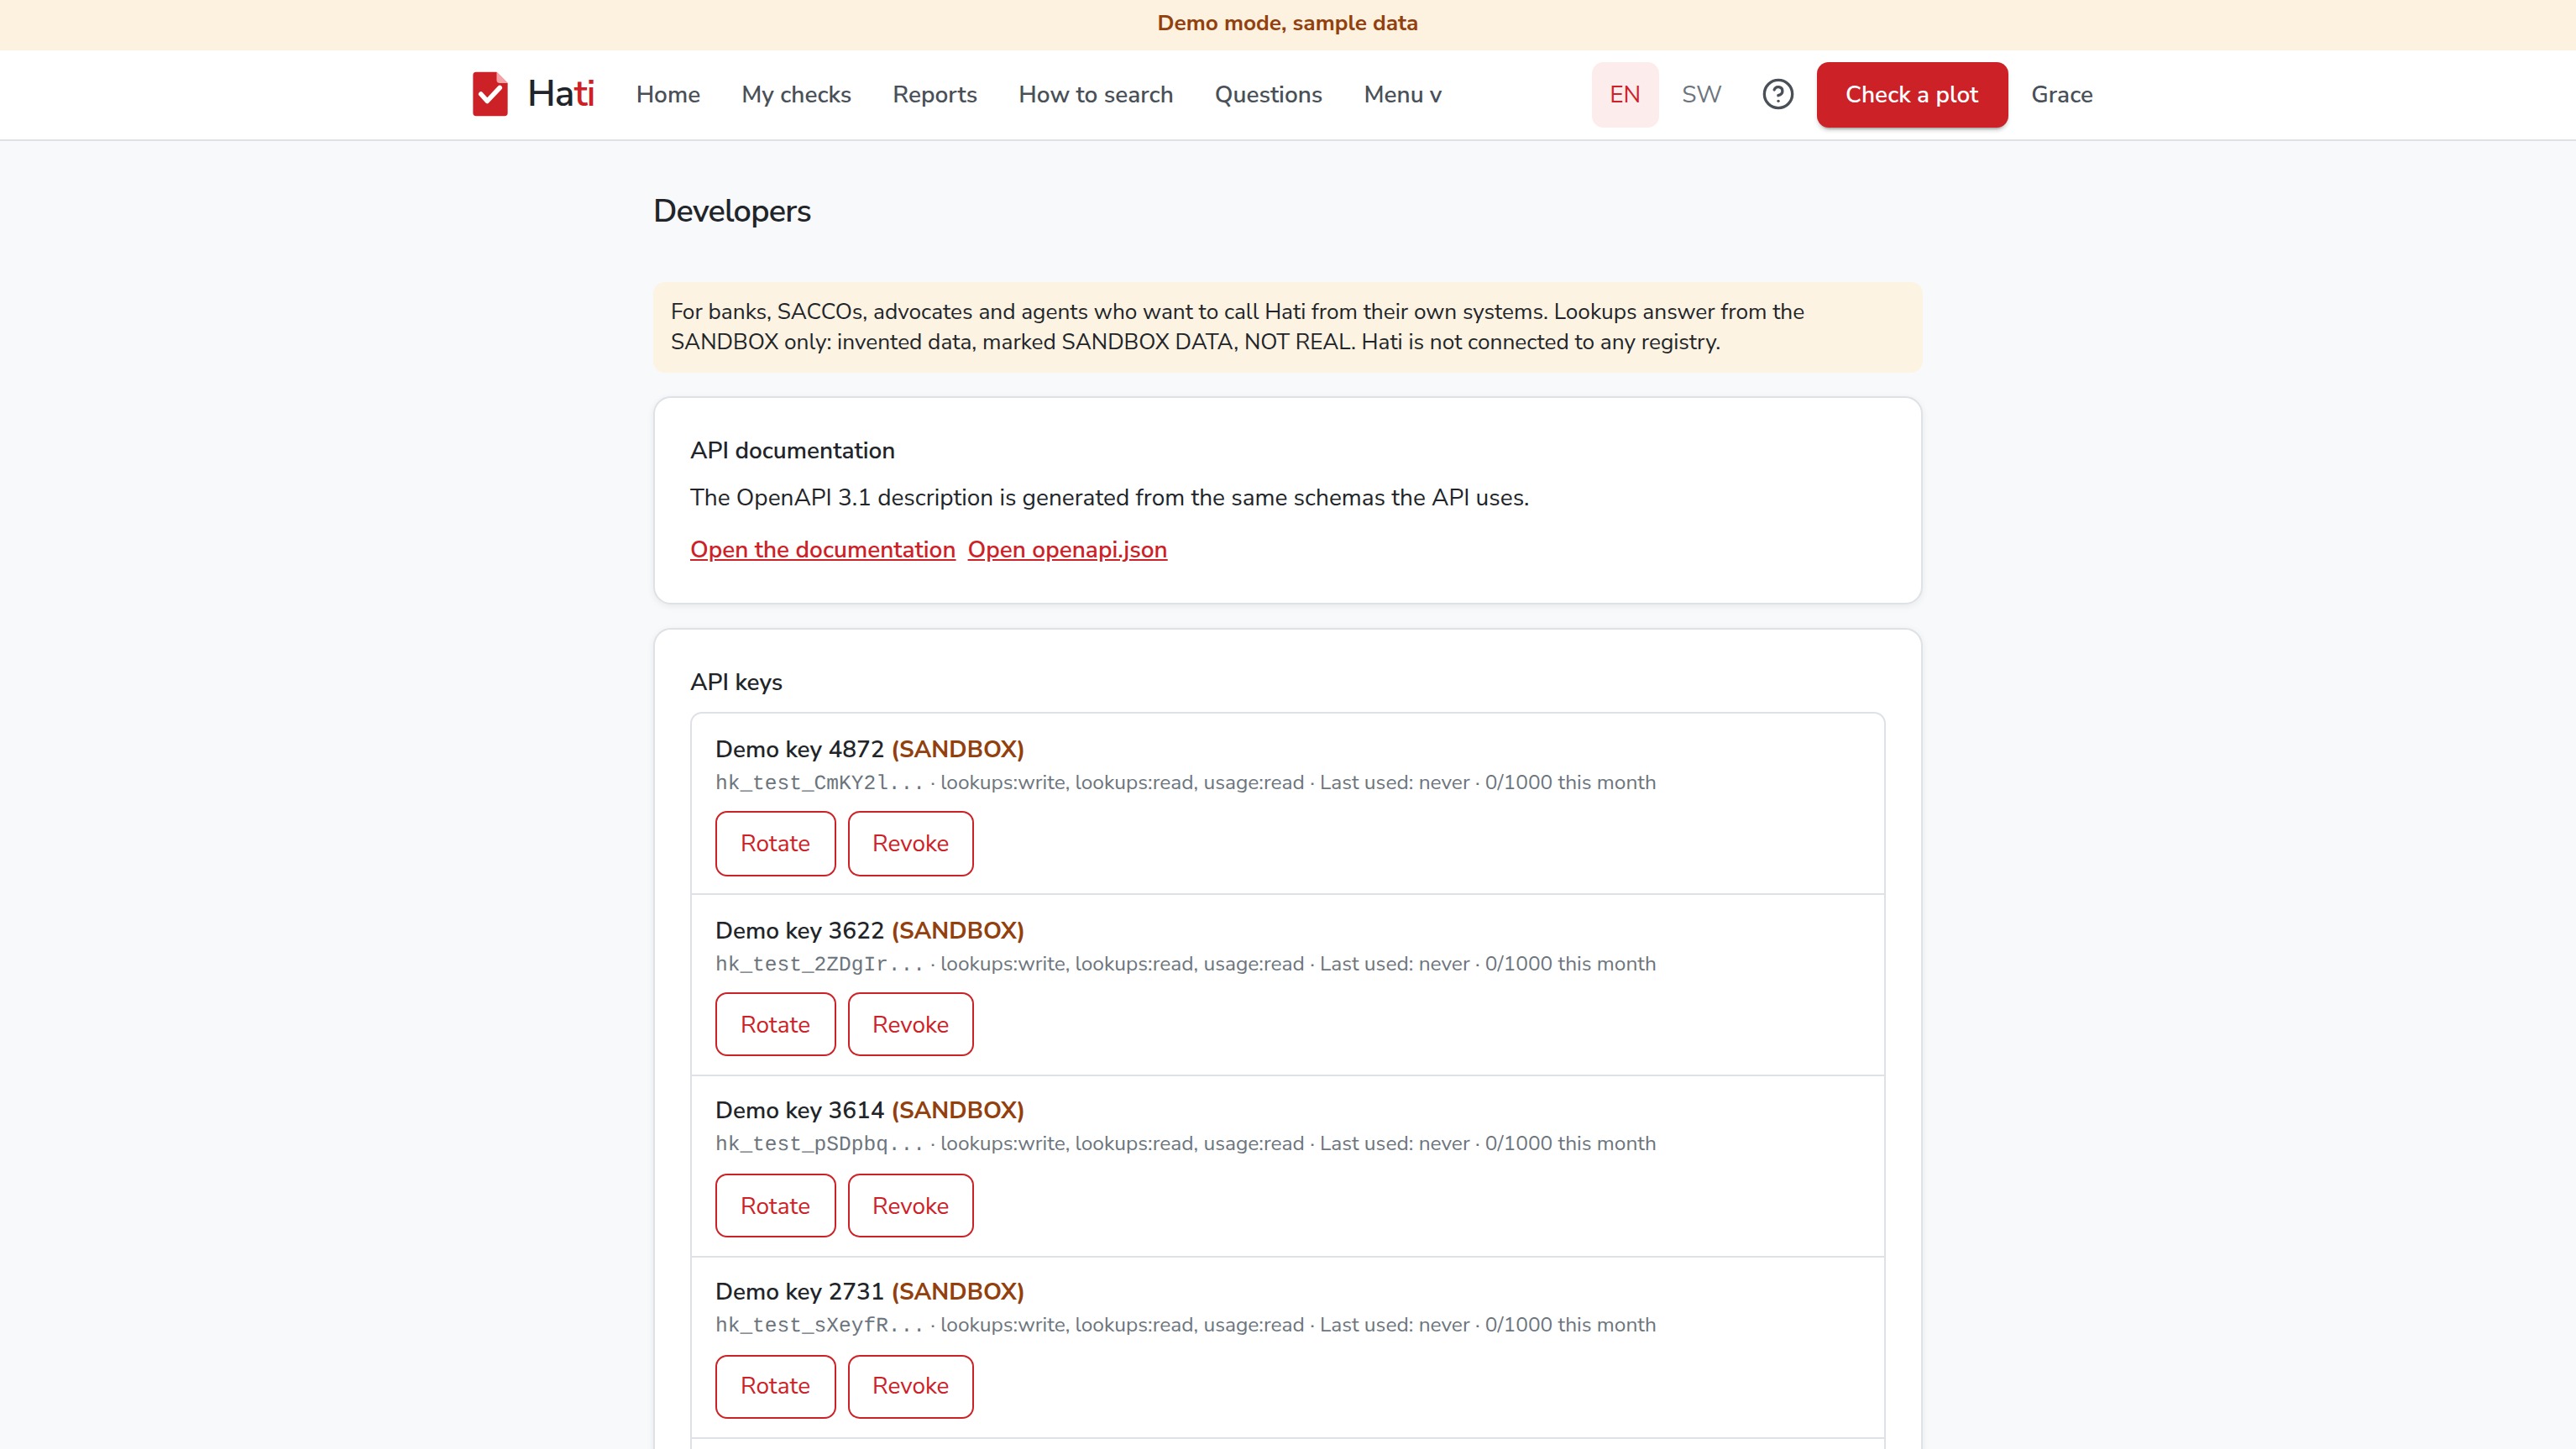 Demo mode, sample data
Hati Home My checks Reports How to search Questions Menu v EN SW ? Check a plot Grace
Developers
For banks, SACCOs, advocates and agents who want to call Hati from their own systems. Lookups answer from the
SANDBOX only: invented data, marked SANDBOX DATA, NOT REAL. Hati is not connected to any registry.
API documentation
The OpenAPI 3.1 description is generated from the same schemas the API uses.
Open the documentation Open openapi.json
API keys
Demo key 4872 (SANDBOX)
hk_test_CmKY2l... · lookups:write, lookups:read, usage:read · Last used: never · 0/1000 this month
Rotate Revoke
Demo key 3622 (SANDBOX)
hk_test_2ZDgIr... · lookups:write, lookups:read, usage:read · Last used: never · 0/1000 this month
Rotate Revoke
Demo key 3614 (SANDBOX)
hk_test_pSDpbq... · lookups:write, lookups:read, usage:read · Last used: never · 0/1000 this month
Rotate Revoke
Demo key 2731 (SANDBOX)
hk_test_sXeyfR... · lookups:write, lookups:read, usage:read · Last used: never · 0/1000 this month
Rotate Revoke